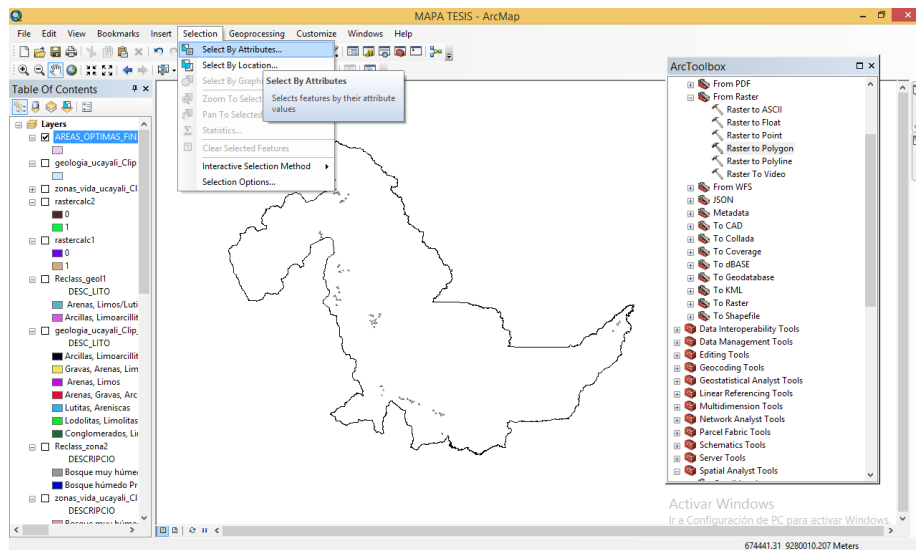 MAPA TESIS - ArcMap
File Edit View Bookmarks Insert Selection Geoprocessing Customize Windows Help
Select By Attributes...
Select By Location...
Select By Graph
Zoom To Select
Pan To Selected
Statistics...
Clear Selected Features
Interactive Selection Method
Selection Options...
Select By Attributes
Selects features by their attribute
values
Table Of Contents
Layers
AREAS_OPTIMAS_FIN
geologia_ucayali_Clip
zonas_vida_ucayali_Cl
rastercalc2
0
1
rastercalc1
0
1
Reclass_geol1
DESC_LITO
Arenas, Limos/Luti
Arcillas, Limoarcillit
geologia_ucayali_Clip_
DESC_LITO
Arcillas, Limoarcillit
Gravas, Arenas, Lim
Arenas, Limos
Arenas, Gravas, Arc
Lutitas, Areniscas
Lodolitas, Limolitas
Conglomerados, Li
Reclass_zona2
DESCRIPCIO
Bosque muy húme
Bosque húmedo Pr
zonas_vida_ucayali_Cl
DESCRIPCIO
ArcToolbox
From PDF
From Raster
Raster to ASCII
Raster to Float
Raster to Point
Raster to Polygon
Raster to Polyline
Raster To Video
From WFS
JSON
Metadata
To CAD
To Collada
To Coverage
To dBASE
To Geodatabase
To KML
To Raster
To Shapefile
Data Interoperability Tools
Data Management Tools
Editing Tools
Geocoding Tools
Geostatistical Analyst Tools
Linear Referencing Tools
Multidimension Tools
Network Analyst Tools
Parcel Fabric Tools
Schematics Tools
Server Tools
Spatial Analyst Tools
Activar Windows
Ir a Configuración de PC para activar Windows.
674441.31 9280010.207 Meters